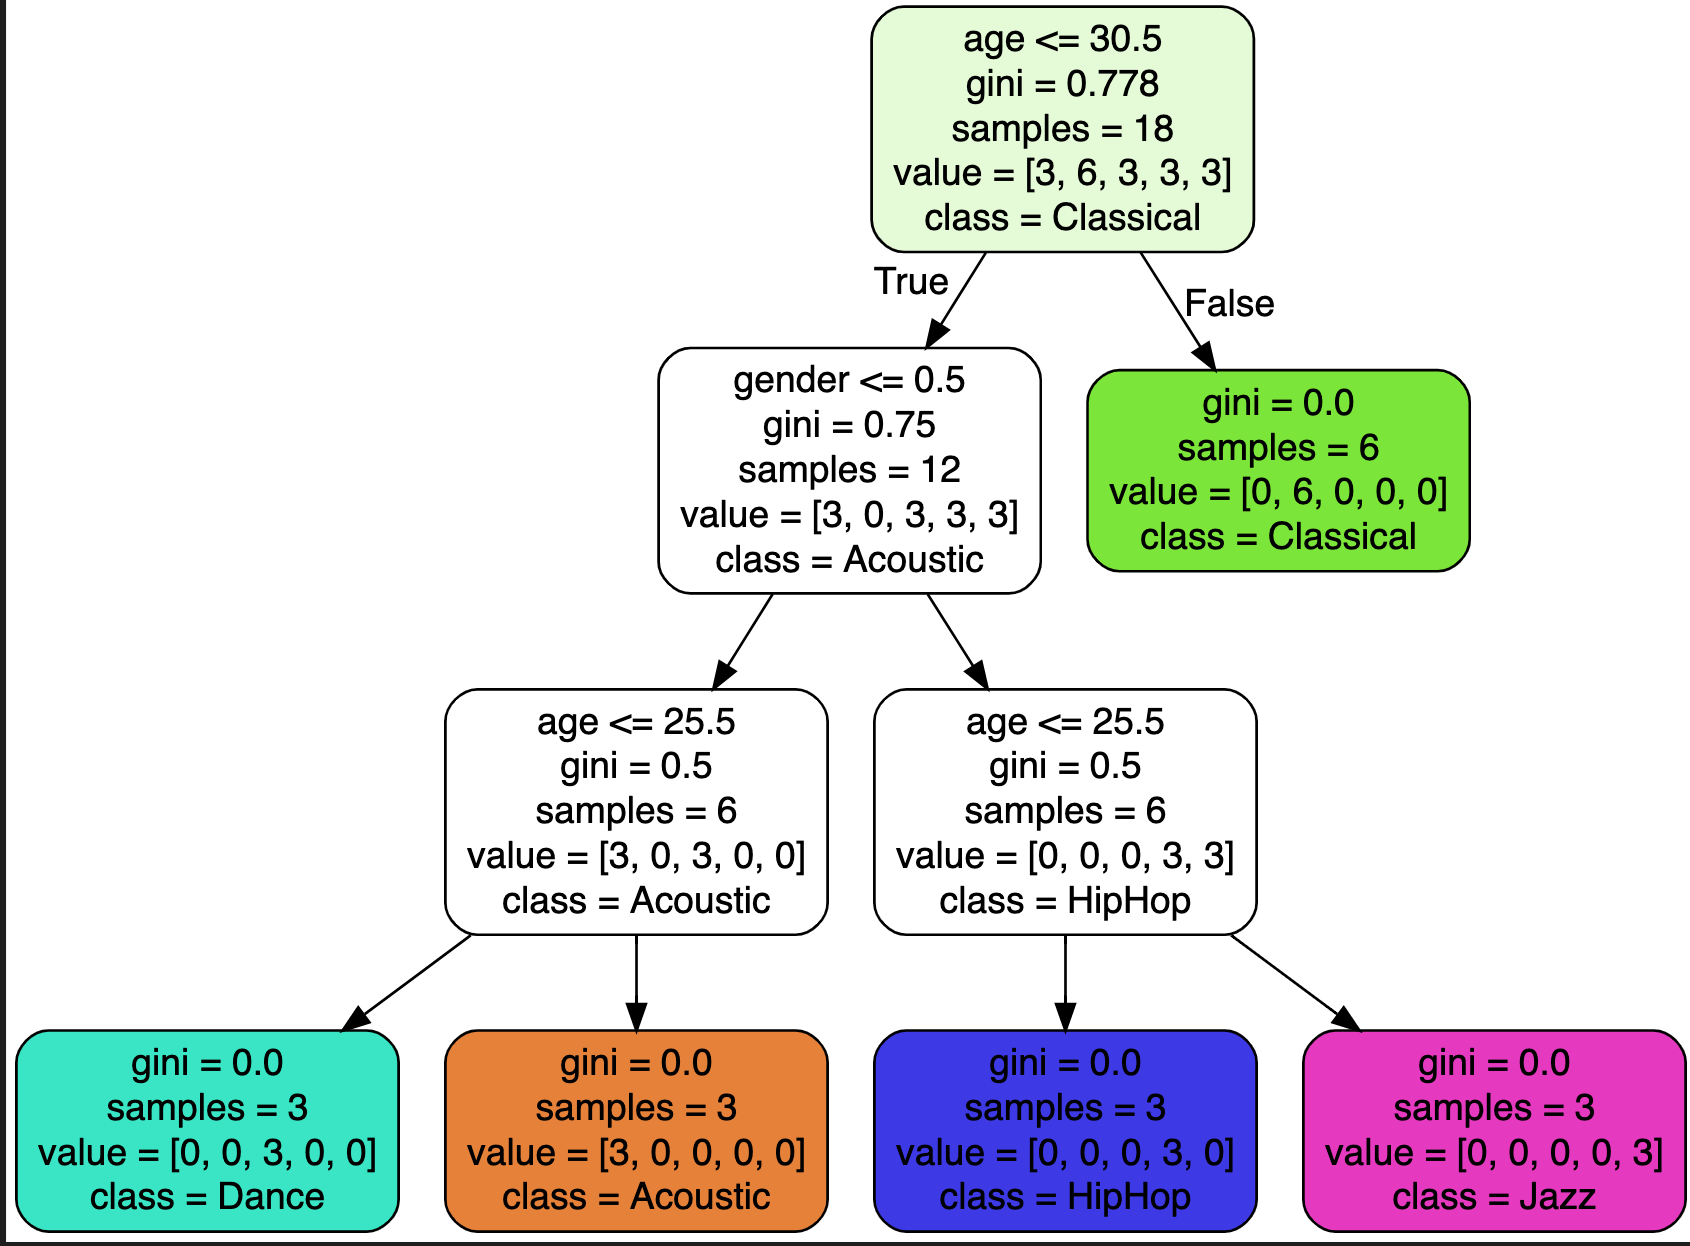 age <= 30.5
gini = 0.778
samples = 18
value = [3, 6, 3, 3, 3]
class = Classical
True
False
gender <= 0.5
gini = 0.75
samples = 12
value = [3, 0, 3, 3, 3]
class = Acoustic
gini = 0.0
samples = 6
value = [0, 6, 0, 0, 0]
class = Classical
age <= 25.5
gini = 0.5
samples = 6
value = [3, 0, 3, 0, 0]
class = Acoustic
age <= 25.5
gini = 0.5
samples = 6
value = [0, 0, 0, 3, 3]
class = HipHop
gini = 0.0
samples = 3
value = [0, 0, 3, 0, 0]
class = Dance
gini = 0.0
samples = 3
value = [3, 0, 0, 0, 0]
class = Acoustic
gini = 0.0
samples = 3
value = [0, 0, 0, 3, 0]
class = HipHop
gini = 0.0
samples = 3
value = [0, 0, 0, 0, 3]
class = Jazz